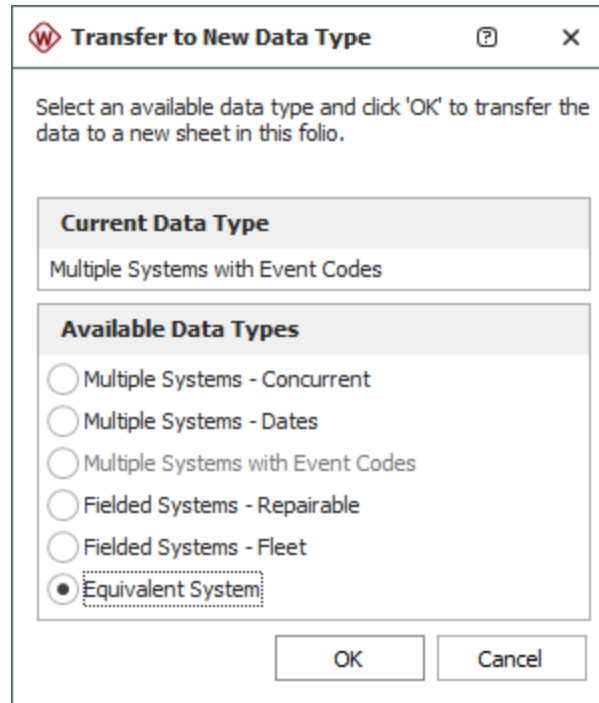 Transfer to New Data Type
Select an available data type and click 'OK' to transfer the
data to a new sheet in this folio.
Current Data Type
Multiple Systems with Event Codes
Available Data Types
Multiple Systems - Concurrent
Multiple Systems - Dates
Multiple Systems with Event Codes
Fielded Systems - Repairable
Fielded Systems - Fleet
Equivalent System
OK Cancel